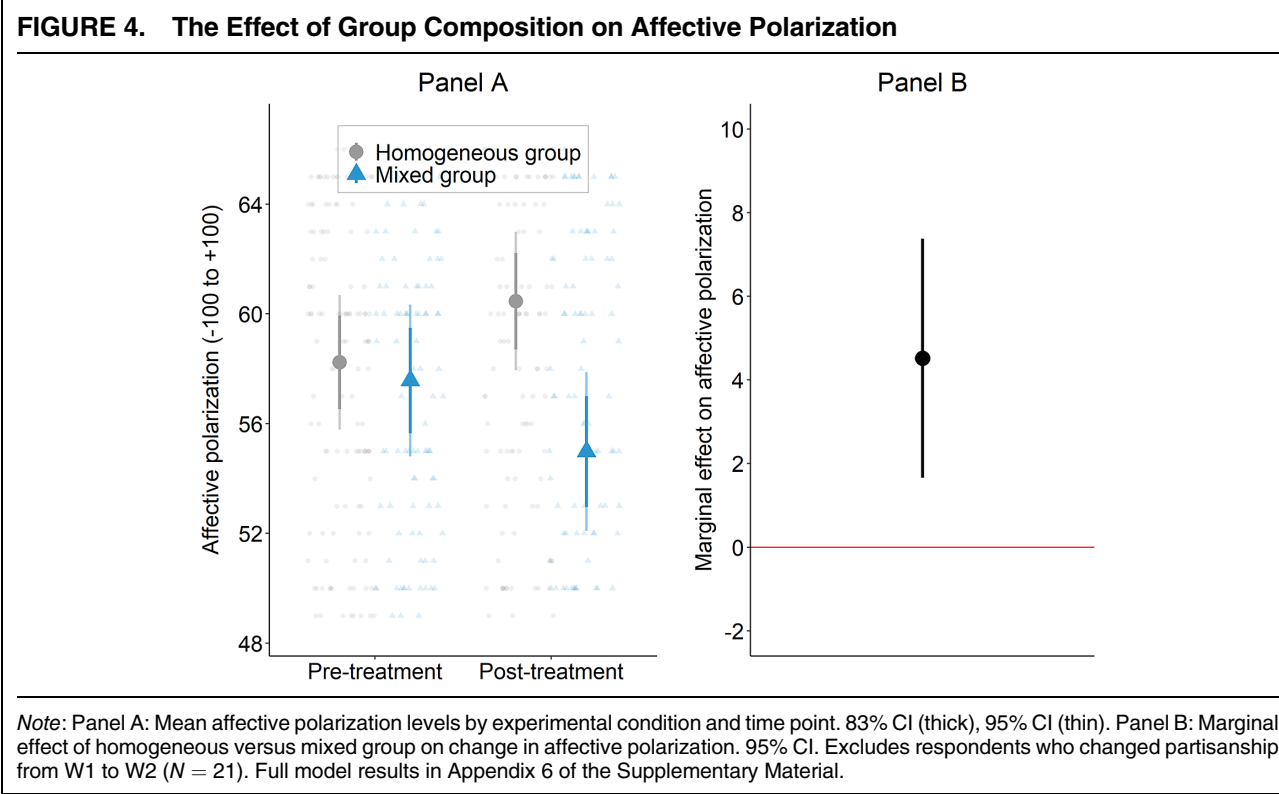 FIGURE 4. The Effect of Group Composition on Affective Polarization
Panel A
Panel B
Homogeneous group
Mixed group
Affective polarization (-100 to +100)
64
60
56
52
48
Pre-treatment
Post-treatment
Marginal effect on affective polarization
10
8
6
4
2
0
-2
Note: Panel A: Mean affective polarization levels by experimental condition and time point. 83% CI (thick), 95% CI (thin). Panel B: Marginal
effect of homogeneous versus mixed group on change in affective polarization. 95% CI. Excludes respondents who changed partisanship
from W1 to W2 (N = 21). Full model results in Appendix 6 of the Supplementary Material.